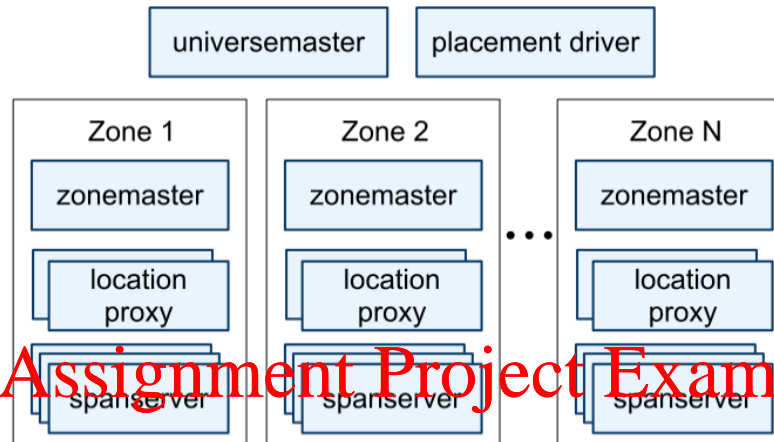 universemaster placement driver
Zone 1 Zone 2 Zone N
zonemaster zonemaster zonemaster
...
location location location
proxy proxy proxy
Assignment Project Exam
spanserver spanserver spanserver